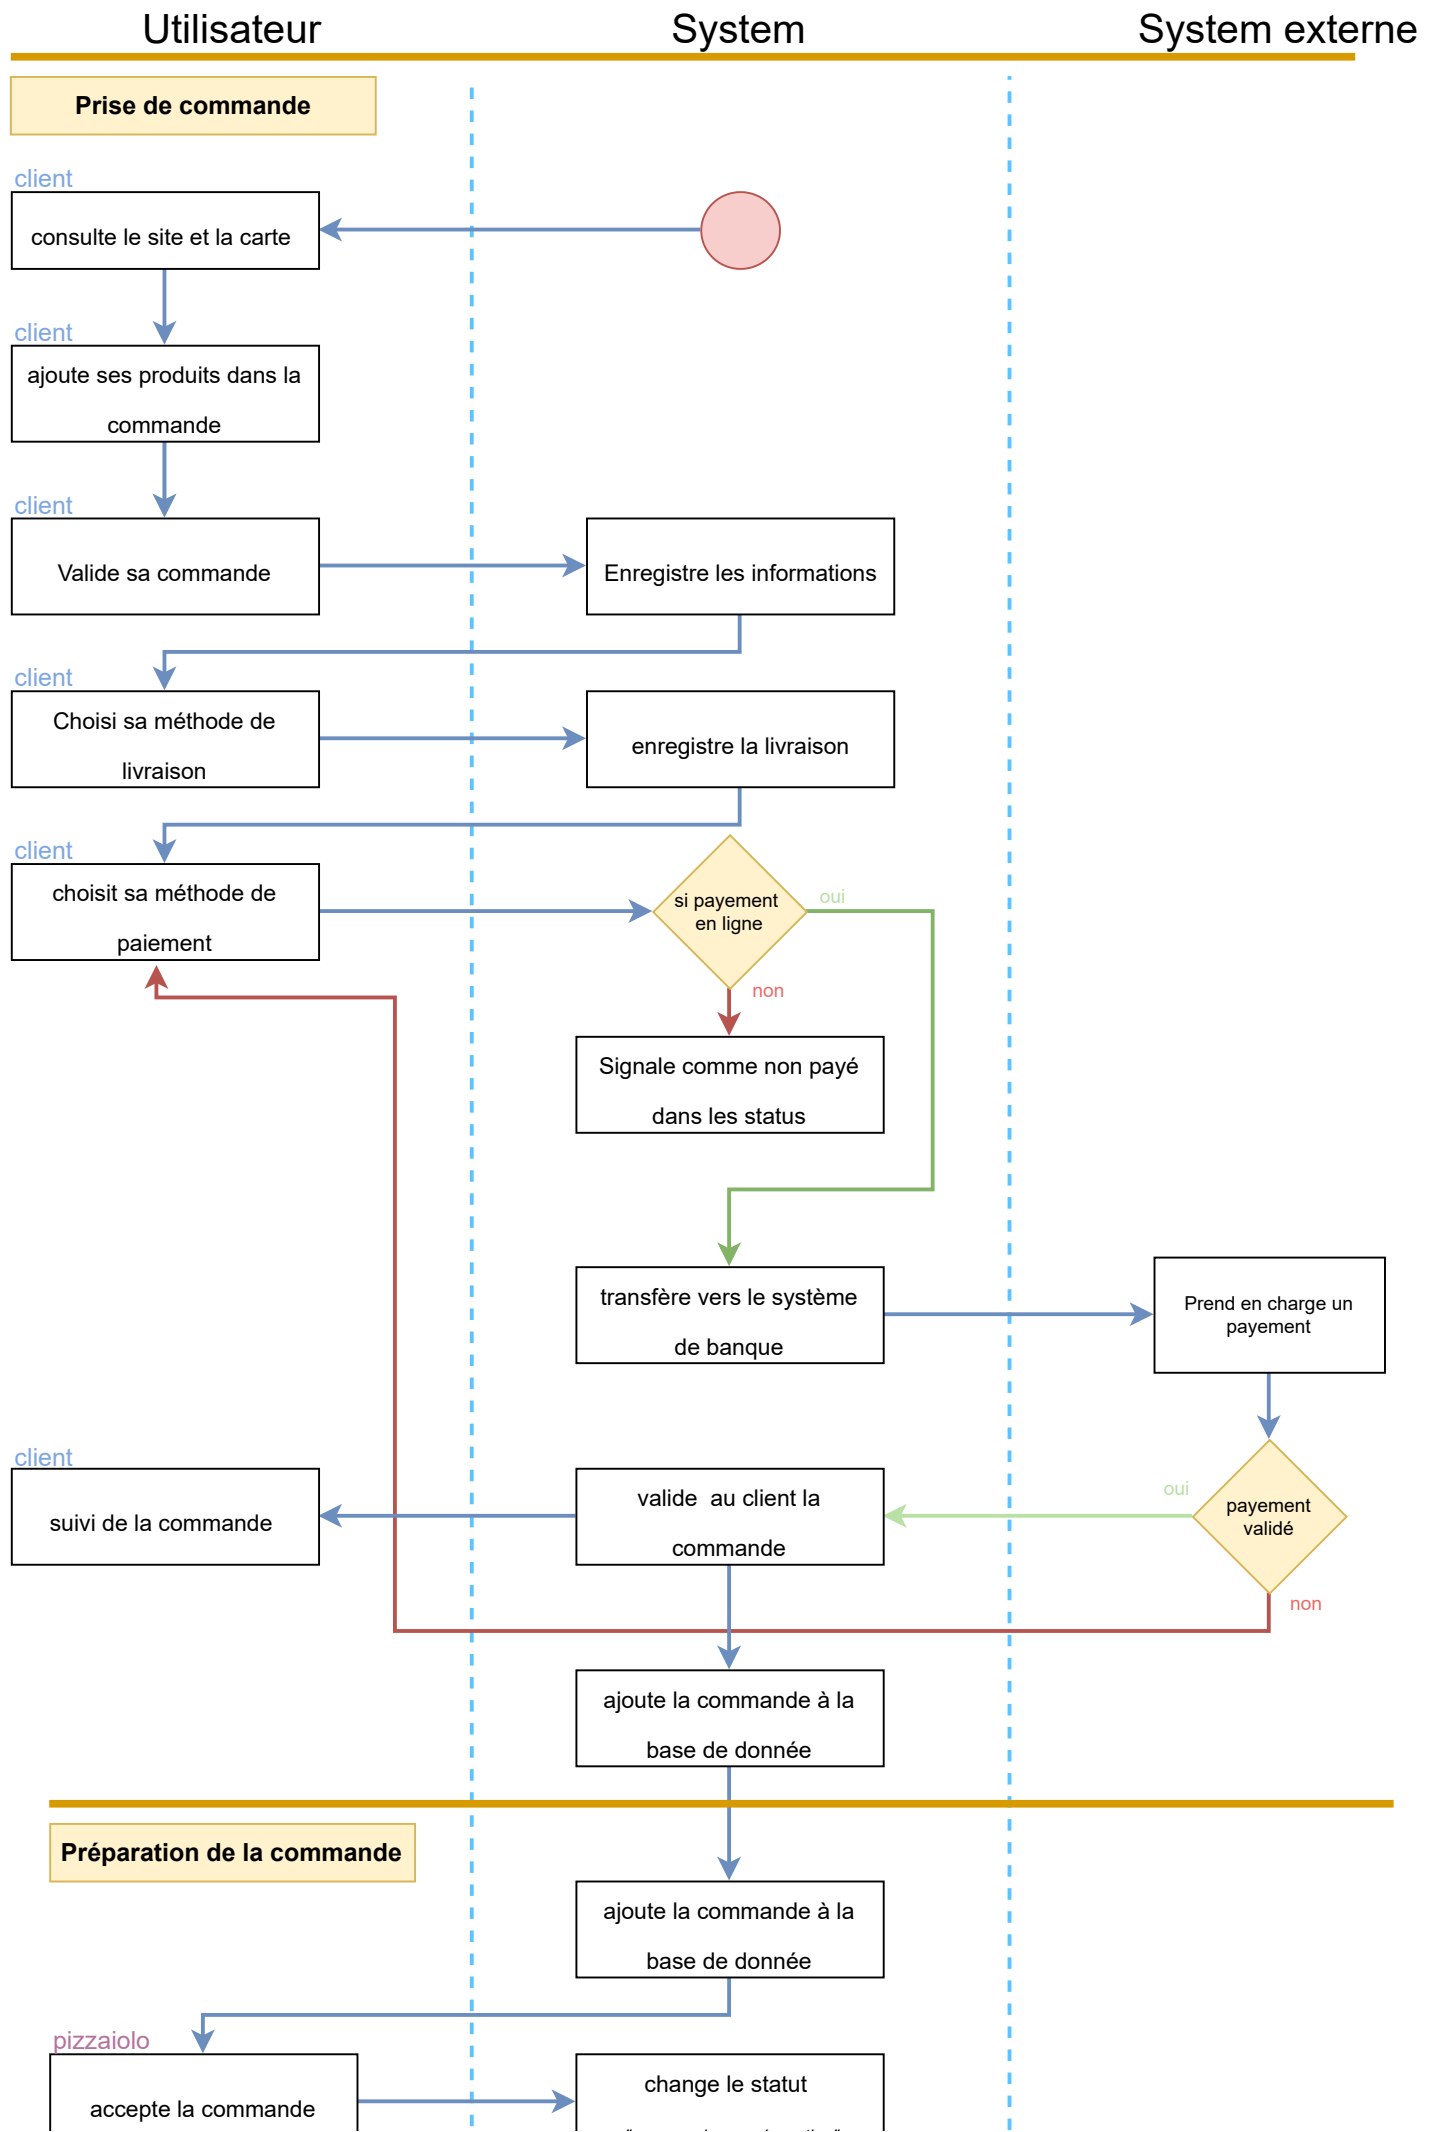 Utilisateur
System
System externe
Prise de commande
client
consulte le site et la carte
client
ajoute ses produits dans la
commande
client
Valide sa commande
Enregistre les informations
client
Choisi sa méthode de
livraison
enregistre la livraison
client
choisit sa méthode de
paiement
si payement
en ligne
oui
non
Signale comme non payé
dans les status
transfère vers le système
de banque
Prend en charge un
payement
client
suivi de la commande
valide  au client la
commande
oui
payement
validé
non
ajoute la commande à la
base de donnée
Préparation de la commande
ajoute la commande à la
base de donnée
pizzaiolo
accepte la commande
change le statut